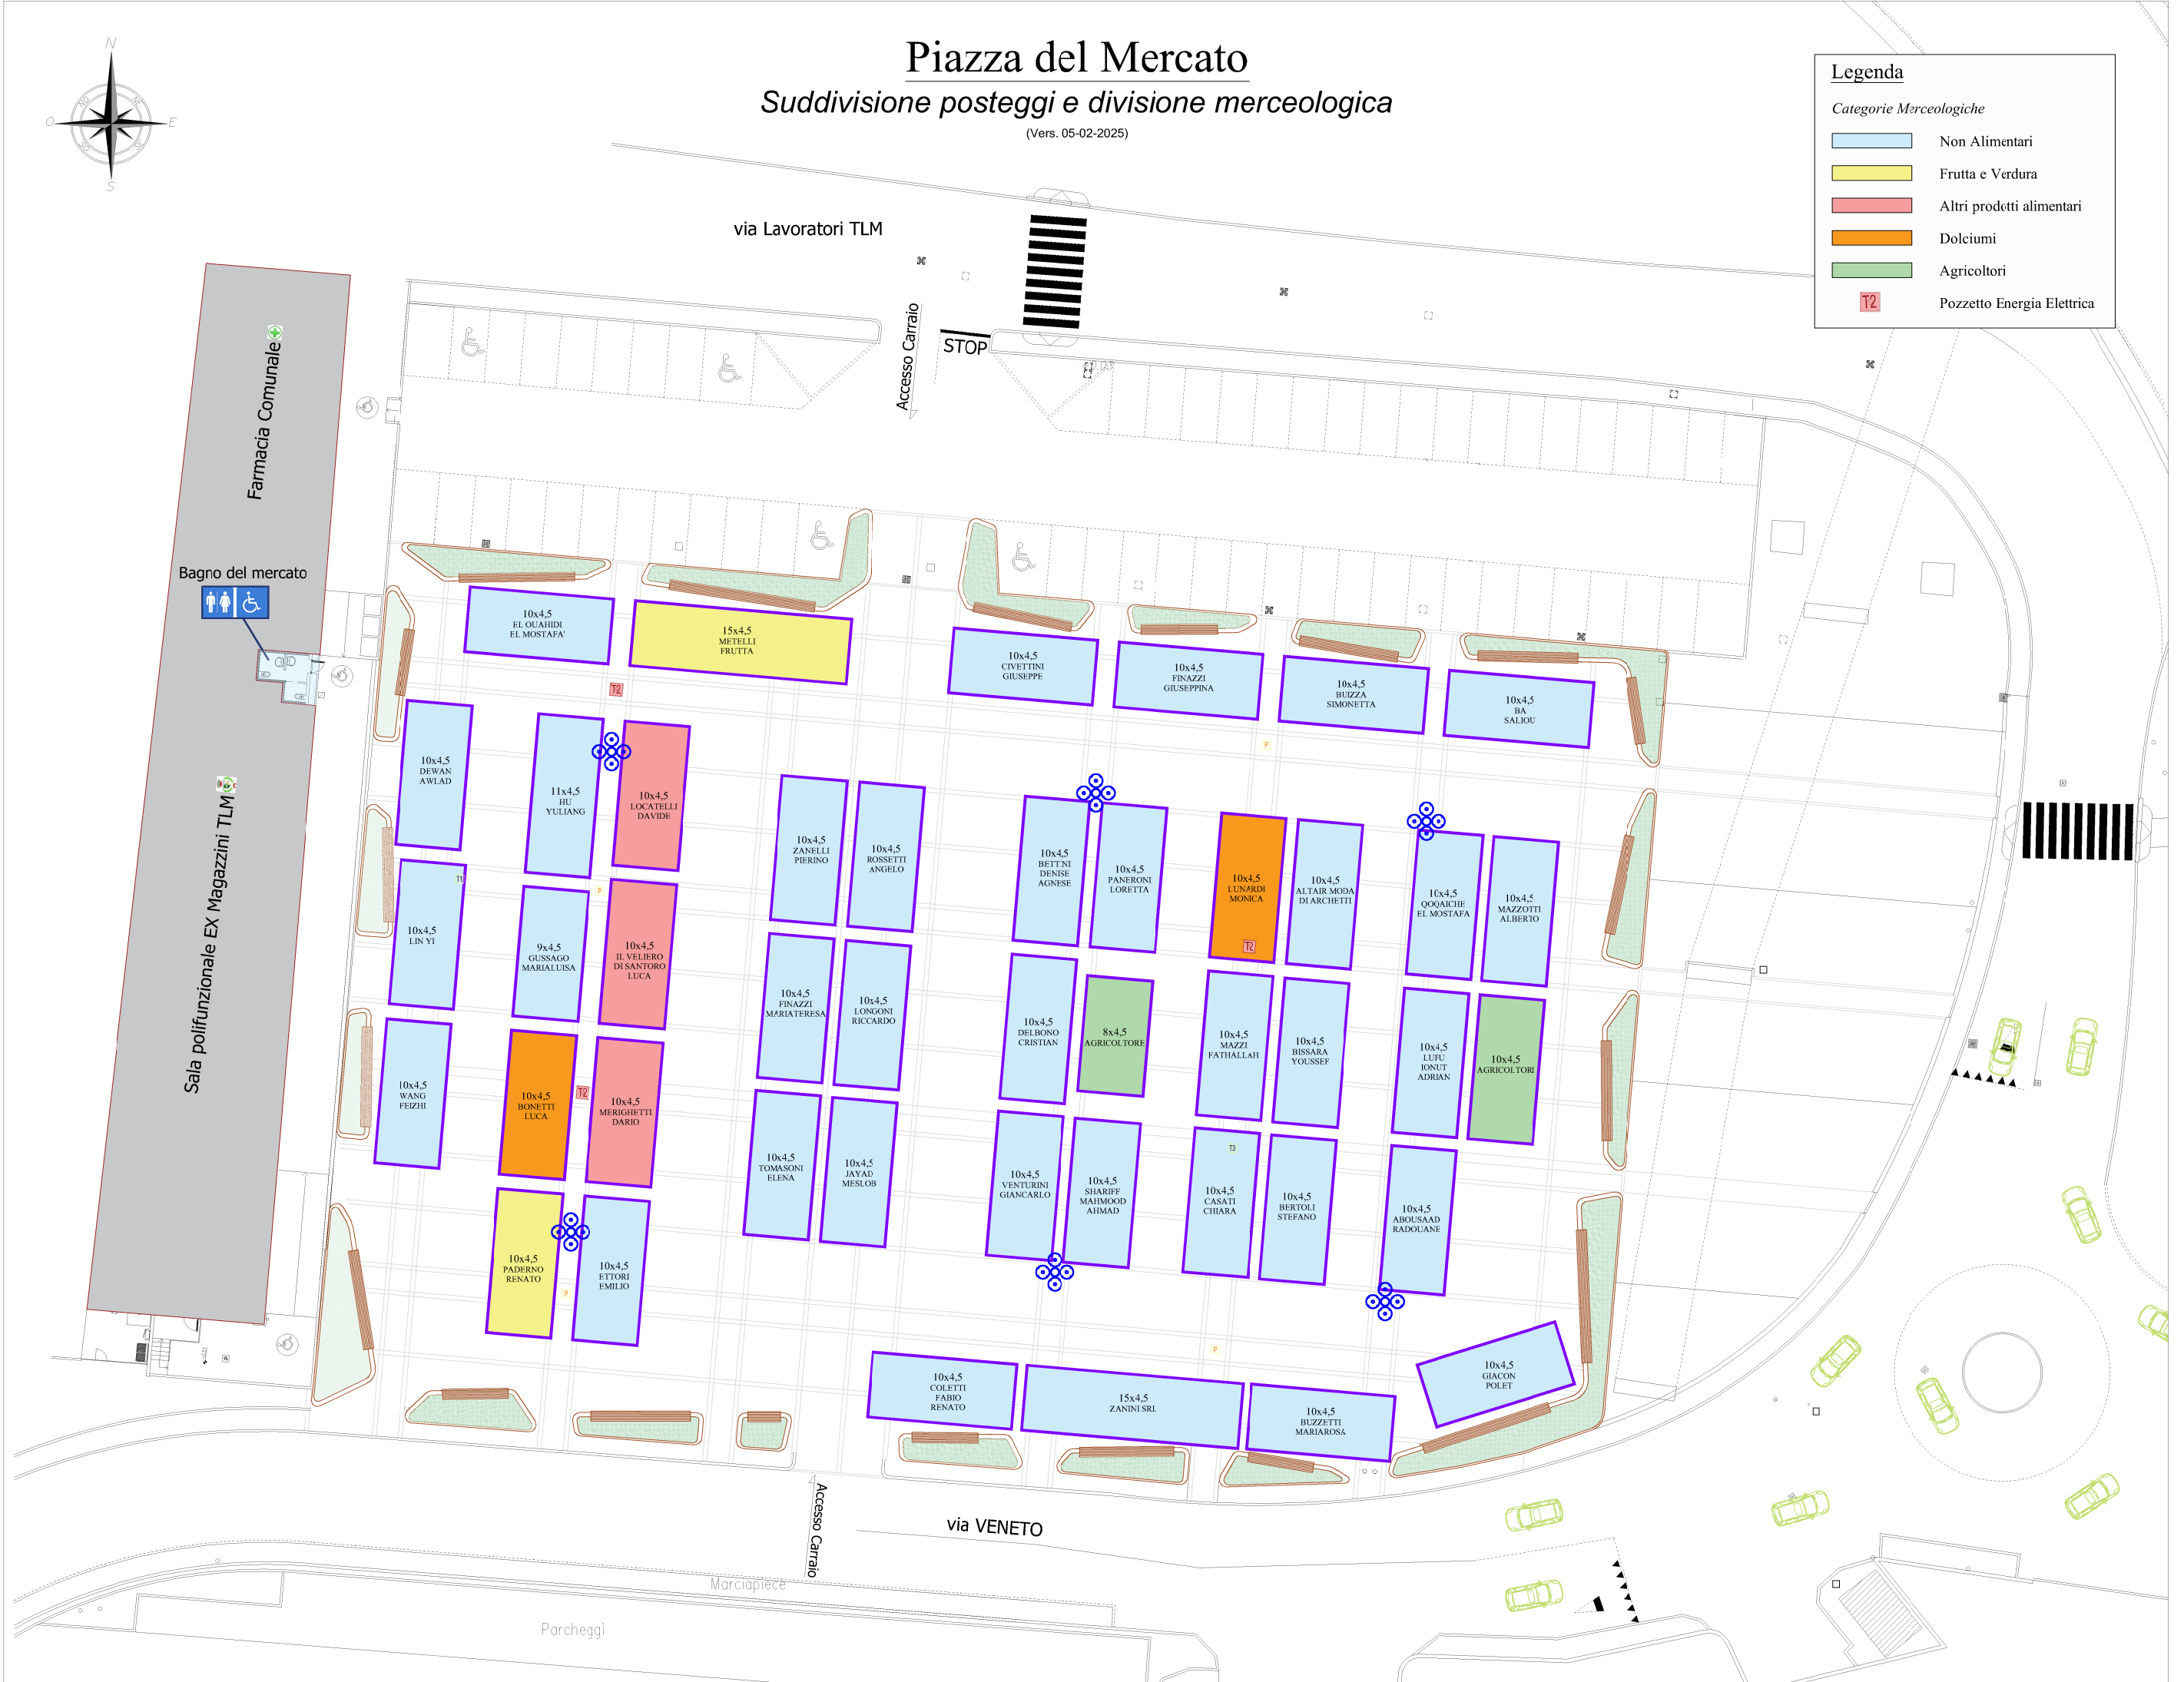 Piazza del Mercato
Suddivisione posteggi e divisione merceologica
(Vers. 05-02-2025)
Legenda
Categorie Merceologiche
Non Alimentari
Frutta e Verdura
Altri prodotti alimentari
Dolciumi
Agricoltori
T2 Pozzetto Energia Elettrica
N
NO NE
O E
SO SE
S
via Lavoratori TLM
Accesso Carraio
STOP
Farmacia Comunale
Bagno del mercato
Sala polifunzionale EX Magazzini TLM
10x4,5
EL OUAHIDI
EL MOSTAFA'
15x4,5
METELLI
FRUTTA
10x4,5
CIVETTINI
GIUSEPPE
10x4,5
FINAZZI
GIUSEPPINA
10x4,5
BUIZZA
SIMONETTA
10x4,5
BA
SALIOU
T2
P
10x4,5
DEWAN
AWLAD
11x4,5
HU
YULIANG
10x4,5
LOCATELLI
DAVIDE
10x4,5
ZANELLI
PIERINO
10x4,5
ROSSETTI
ANGELO
10x4,5
BETTINI
DENISE
AGNESE
10x4,5
PANERONI
LORETTA
10x4,5
LUNARDI
MONICA
T2
10x4,5
ALTAIR MODA
DI ARCHETTI
10x4,5
QOQAICHE
EL MOSTAFA
10x4,5
MAZZOTTI
ALBERTO
T1
P
10x4,5
LIN YI
9x4,5
GUSSAGO
MARIALUISA
10x4,5
IL VELIERO
DI SANTORO
LUCA
10x4,5
FINAZZI
MARIATERESA
10x4,5
LONGONI
RICCARDO
10x4,5
DELBONO
CRISTIAN
8x4,5
AGRICOLTORE
10x4,5
MAZZI
FATHALLAH
10x4,5
BISSARA
YOUSSEF
10x4,5
LUPU
IONUT
ADRIAN
10x4,5
AGRICOLTORI
10x4,5
WANG
FEIZHI
10x4,5
BONETTI
LUCA
T2
10x4,5
MERIGHETTI
DARIO
10x4,5
TOMASONI
ELENA
10x4,5
JAYAD
MESLOB
10x4,5
VENTURINI
GIANCARLO
10x4,5
SHARIFF
MAHMOOD
AHMAD
T3
10x4,5
CASATI
CHIARA
10x4,5
BERTOLI
STEFANO
10x4,5
ABOUSAAD
RADOUANE
10x4,5
PADERNO
RENATO
10x4,5
ETTORI
EMILIO
P
P
10x4,5
COLETTI
FABIO
RENATO
15x4,5
ZANINI SRL
10x4,5
BUZZETTI
MARIAROSA
10x4,5
GIACON
POLET
Accesso Carraio
via VENETO
Marciapiede
Parcheggi